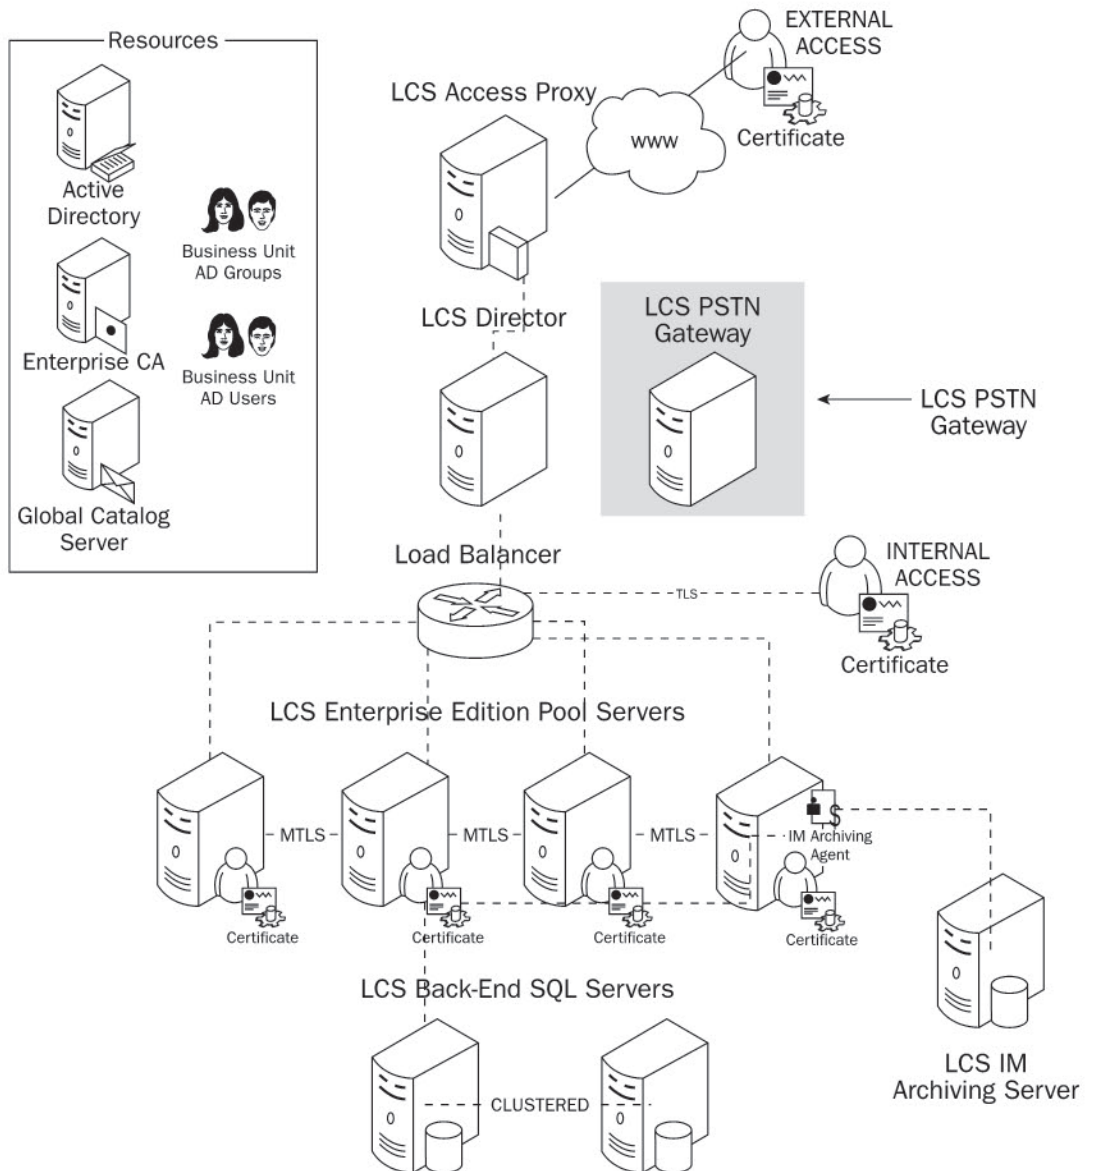 Resources
Active
Directory
Business Unit
AD Groups
Enterprise CA
Business Unit
AD Users
Global Catalog
Server
EXTERNAL
ACCESS
Certificate
LCS Access Proxy
www
LCS Director
LCS PSTN
Gateway
LCS PSTN
Gateway
Load Balancer
TLS
INTERNAL
ACCESS
Certificate
LCS Enterprise Edition Pool Servers
MTLS
MTLS
MTLS
$
IM Archiving
Agent
Certificate
Certificate
Certificate
Certificate
LCS Back-End SQL Servers
CLUSTERED
LCS IM
Archiving Server